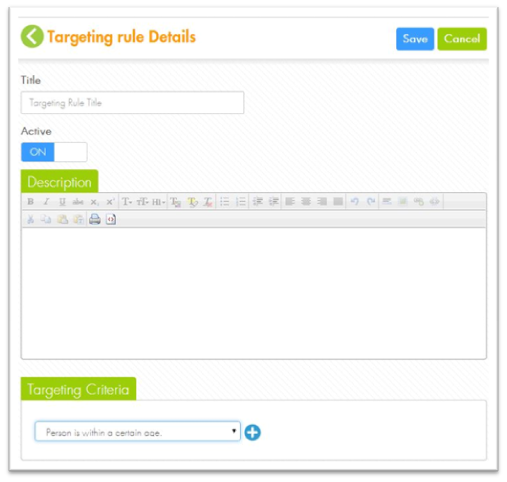 Targeting rule Details
Save Cancel
Title
Targeting Rule Title
Active
ON
Description
Targeting Criteria
Person is within a certain age.